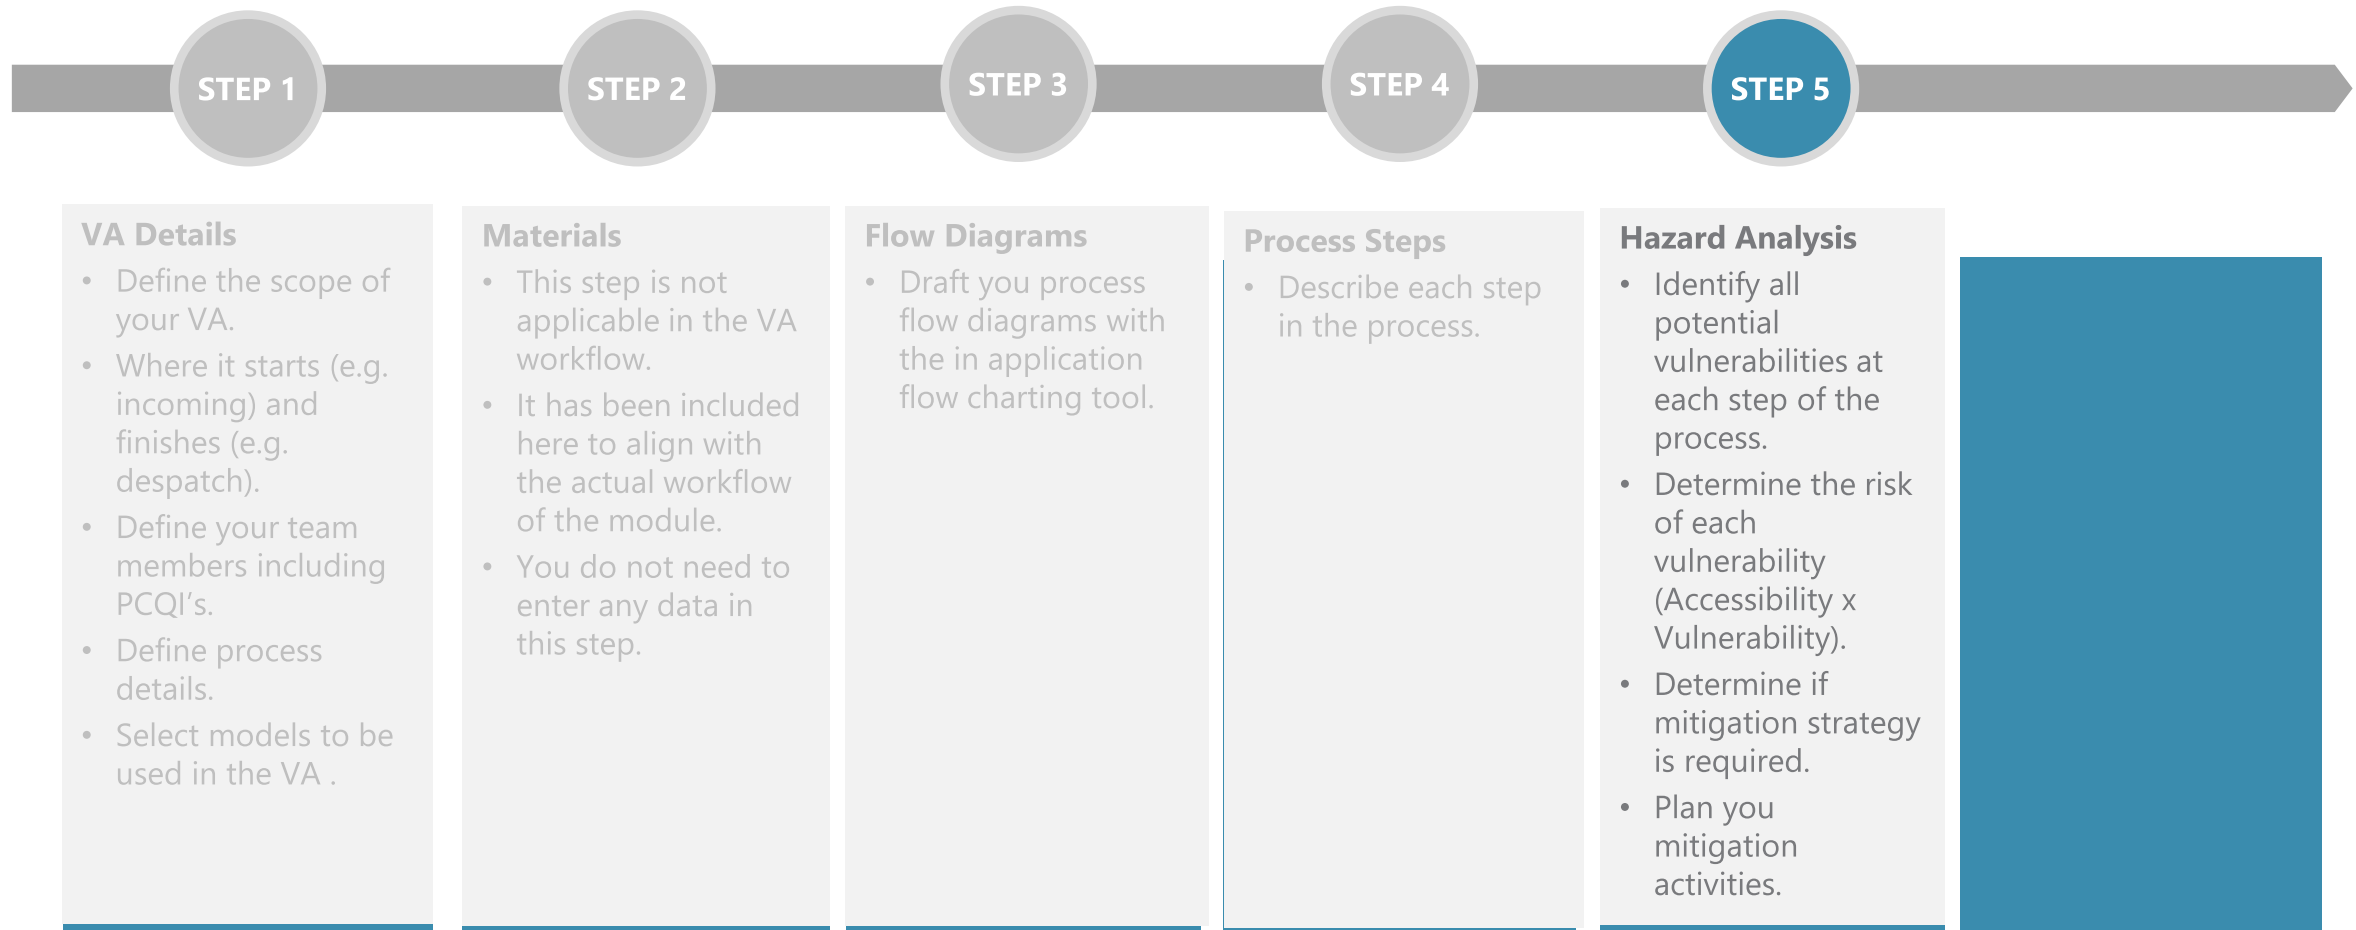 STEP 1
STEP 2
STEP 3
STEP 4
STEP 5
VA Details
• Define the scope of
your VA.
• Where it starts (e.g.
incoming) and
finishes (e.g.
despatch).
• Define your team
members including
PCQI’s.
• Define process
details.
• Select models to be
used in the VA .
Materials
• This step is not
applicable in the VA
workflow.
• It has been included
here to align with
the actual workflow
of the module.
• You do not need to
enter any data in
this step.
Flow Diagrams
• Draft you process
flow diagrams with
the in application
flow charting tool.
Process Steps
• Describe each step
in the process.
Hazard Analysis
• Identify all
potential
vulnerabilities at
each step of the
process.
• Determine the risk
of each
vulnerability
(Accessibility x
Vulnerability).
• Determine if
mitigation strategy
is required.
• Plan you
mitigation
activities.